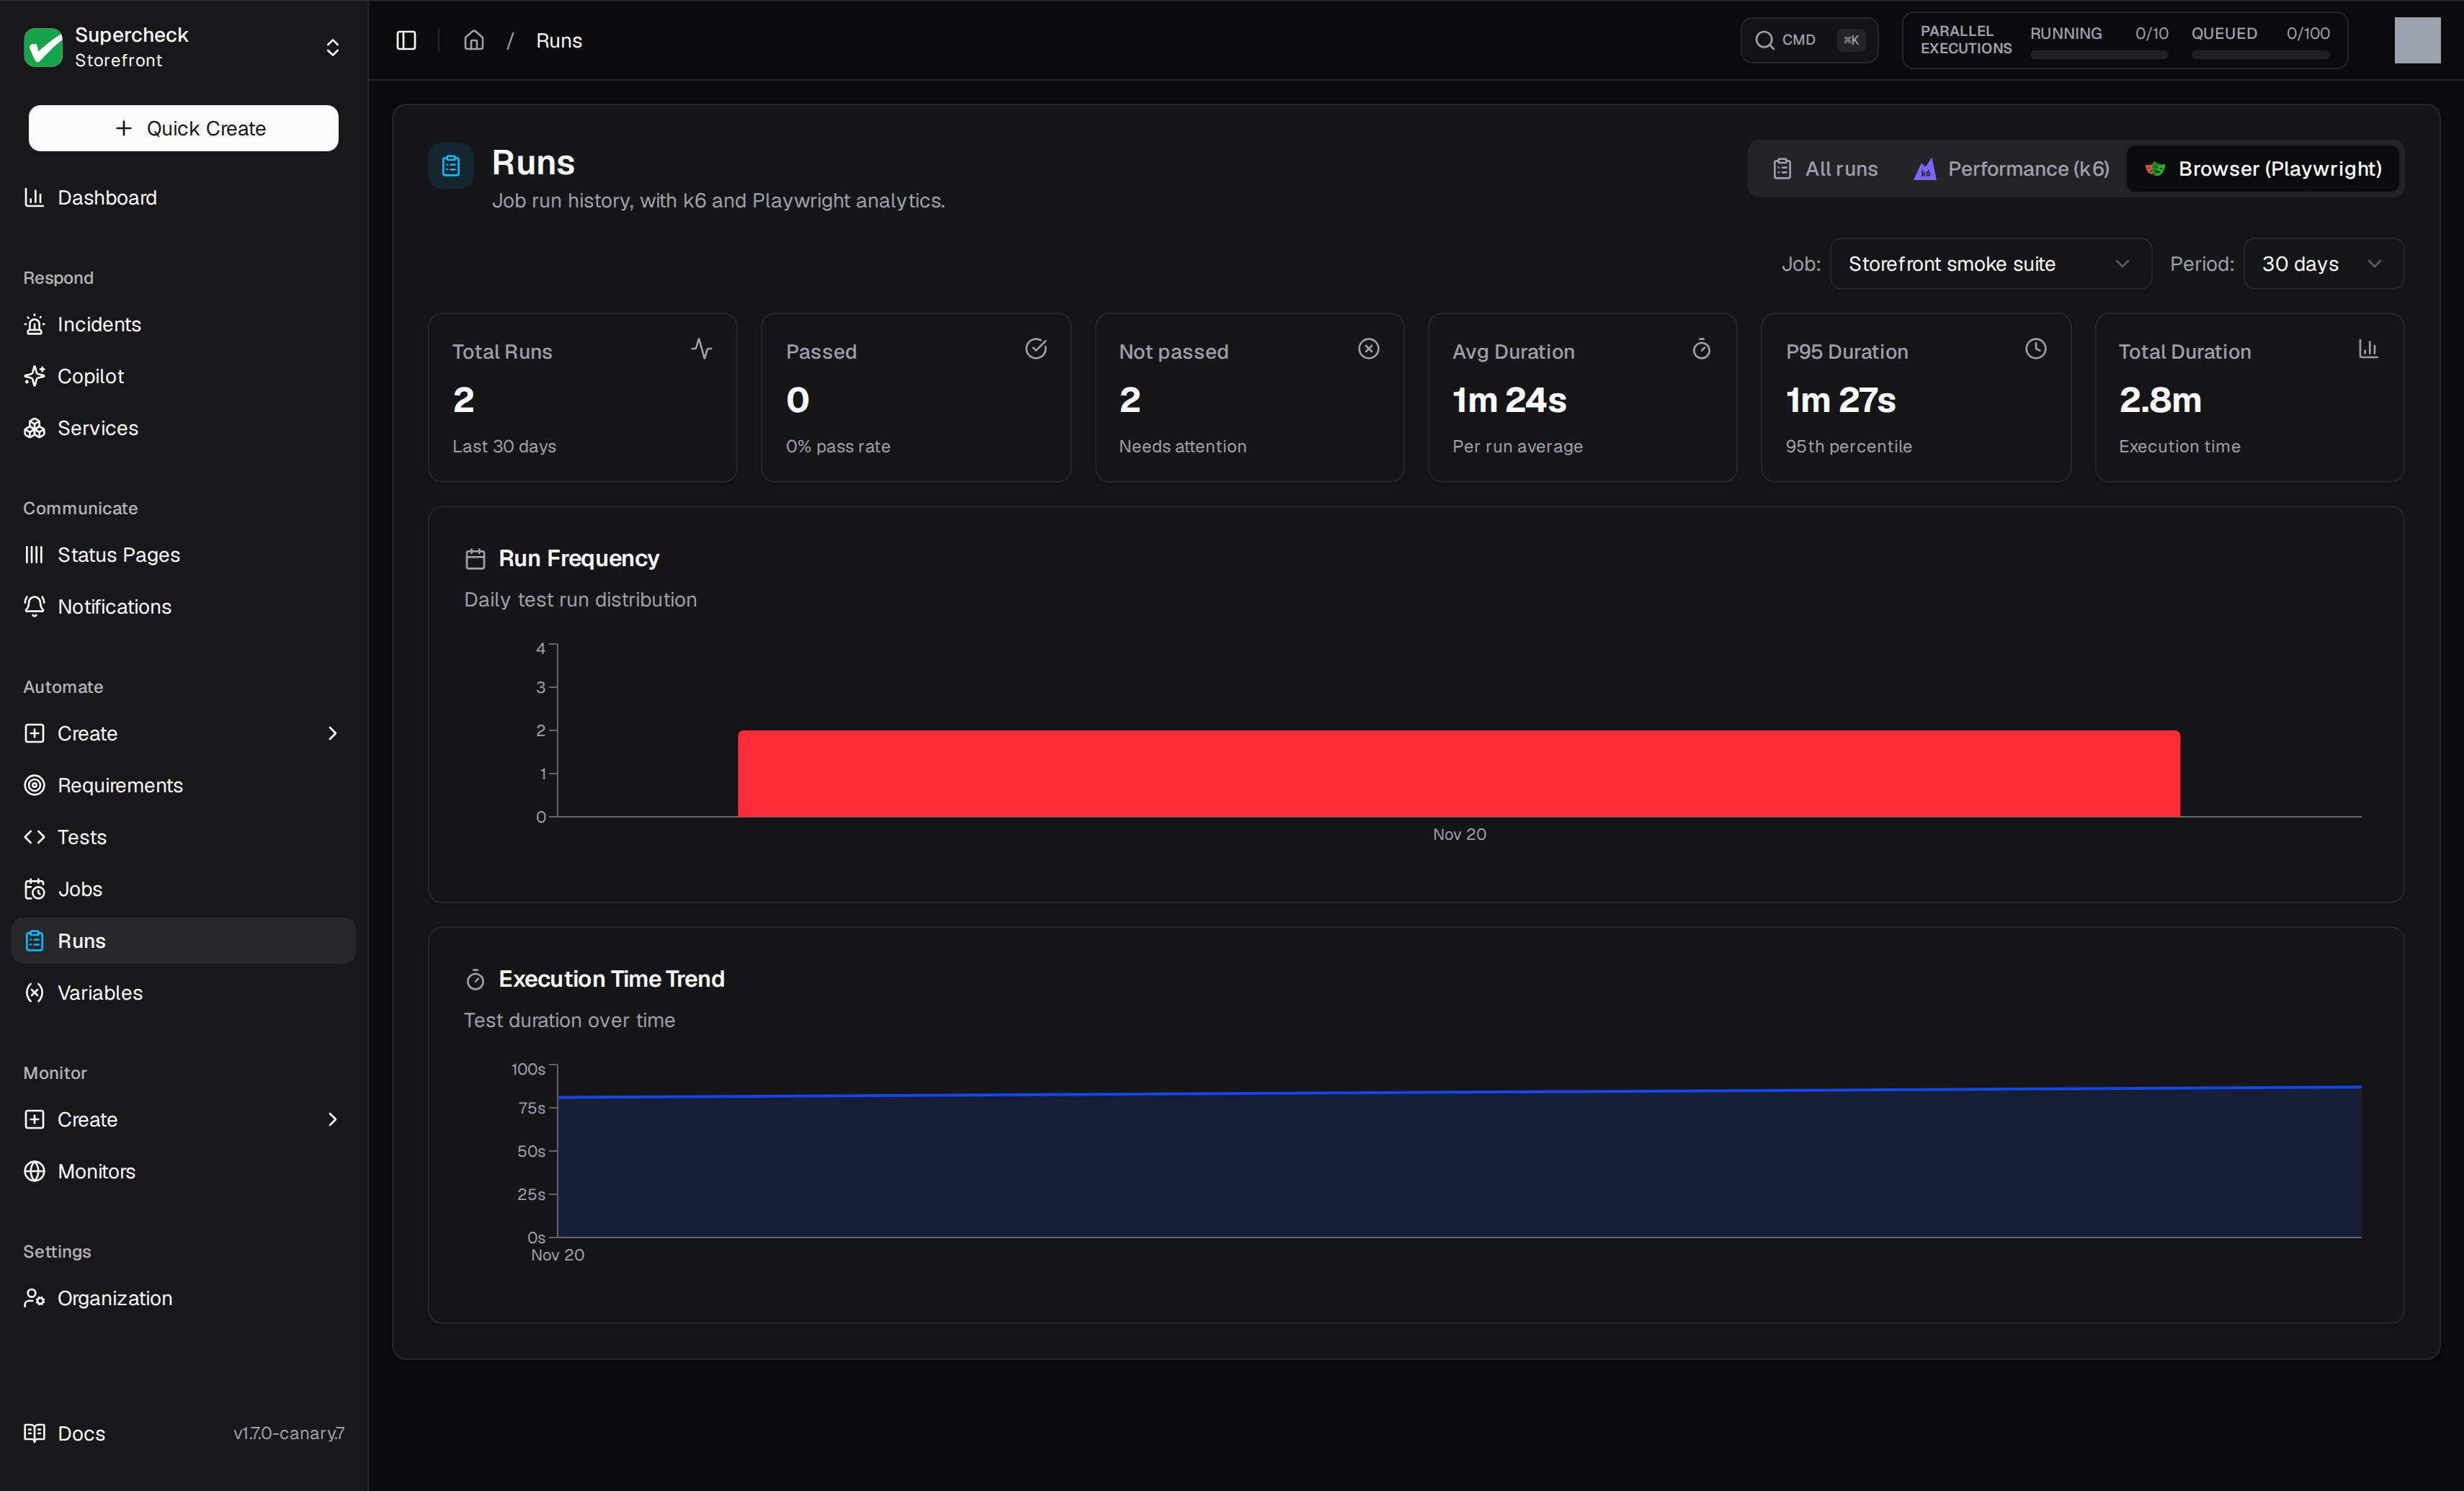 Supercheck
Storefront
Quick Create
Dashboard
Respond
Incidents
Copilot
Services
Communicate
Status Pages
Notifications
Automate
Create
Requirements
Tests
Jobs
Runs
Variables
Monitor
Create
Monitors
Settings
Organization
Docs v1.7.0-canary.7
/ Runs
CMD ⌘K
PARALLEL EXECUTIONS
RUNNING 0/10
QUEUED 0/100
Runs
Job run history, with k6 and Playwright analytics.
All runs
k6 Performance (k6)
Browser (Playwright)
Job: Storefront smoke suite
Period: 30 days
Total Runs
2
Last 30 days
Passed
0
0% pass rate
Not passed
2
Needs attention
Avg Duration
1m 24s
Per run average
P95 Duration
1m 27s
95th percentile
Total Duration
2.8m
Execution time
Run Frequency
Daily test run distribution
4
3
2
1
0
Nov 20
Execution Time Trend
Test duration over time
100s
75s
50s
25s
0s
Nov 20